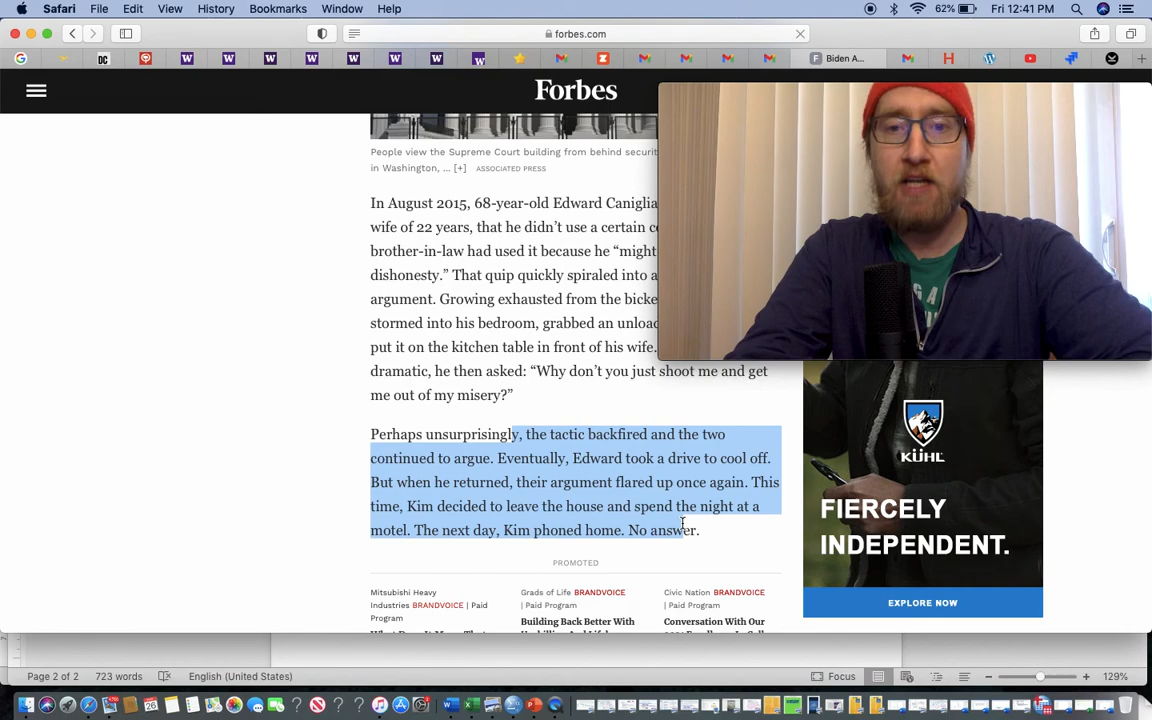 Safari File Edit View History Bookmarks Window Help 62% Fri 12:41 PM
forbes.com
Biden A...
Forbes
People view the Supreme Court building from behind securit
in Washington, ... [+] ASSOCIATED PRESS
In August 2015, 68-year-old Edward Caniglia
wife of 22 years, that he didn’t use a certain c
brother-in-law had used it because he “might
dishonesty.” That quip quickly spiraled into a
argument. Growing exhausted from the bicke
stormed into his bedroom, grabbed an unloa
put it on the kitchen table in front of his wife.
dramatic, he then asked: “Why don’t you just shoot me and get
me out of my misery?”
Perhaps unsurprisingly, the tactic backfired and the two
continued to argue. Eventually, Edward took a drive to cool off.
But when he returned, their argument flared up once again. This
time, Kim decided to leave the house and spend the night at a
motel. The next day, Kim phoned home. No answer.
KÜHL
FIERCELY
INDEPENDENT.
EXPLORE NOW
PROMOTED
Mitsubishi Heavy
Industries BRANDVOICE | Paid
Program
Grads of Life BRANDVOICE
| Paid Program
Building Back Better With
Civic Nation BRANDVOICE
| Paid Program
Conversation With Our
Page 2 of 2 723 words English (United States) Focus 129%